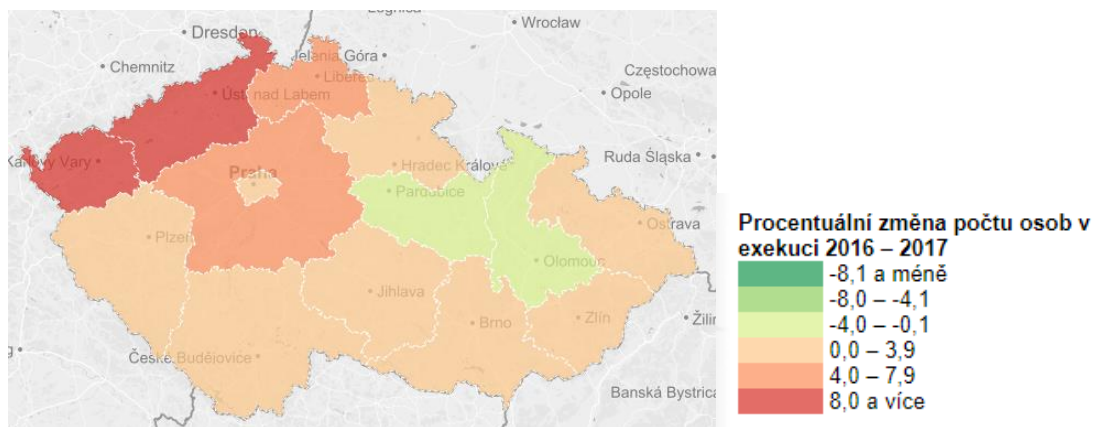 Wrocław
Dresden
Jelenia Góra
Chemnitz
Liberec
Częstochowa
Ústí nad Labem
Opole
Karlovy Vary
Praha
Hradec Králové
Ruda Śląska
Pardubice
Plzeň
Ostrava
Olomouc
Jihlava
Brno
Zlín
Žilin
České Budějovice
Banská Bystrica
Procentuální změna počtu osob v
exekuci 2016 – 2017
-8,1 a méně
-8,0 – -4,1
-4,0 – -0,1
0,0 – 3,9
4,0 – 7,9
8,0 a více